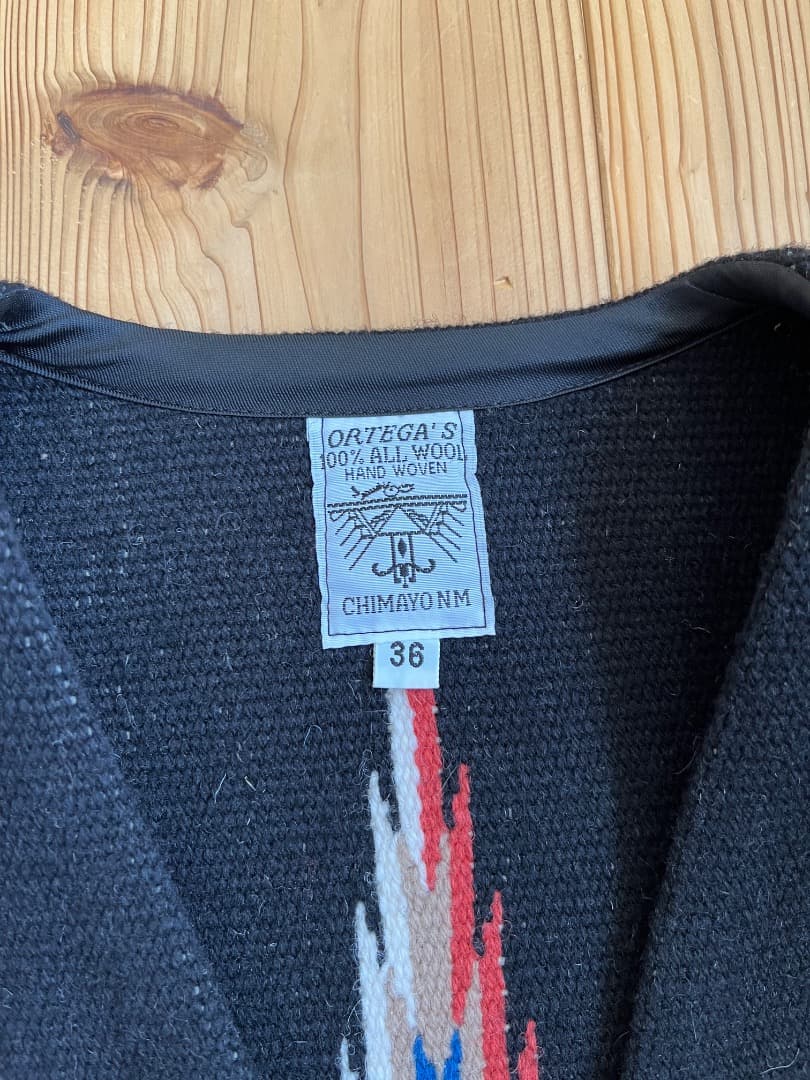 ORTEGA'S
100% ALL WOOL
HAND WOVEN
CHIMAYO NM
36